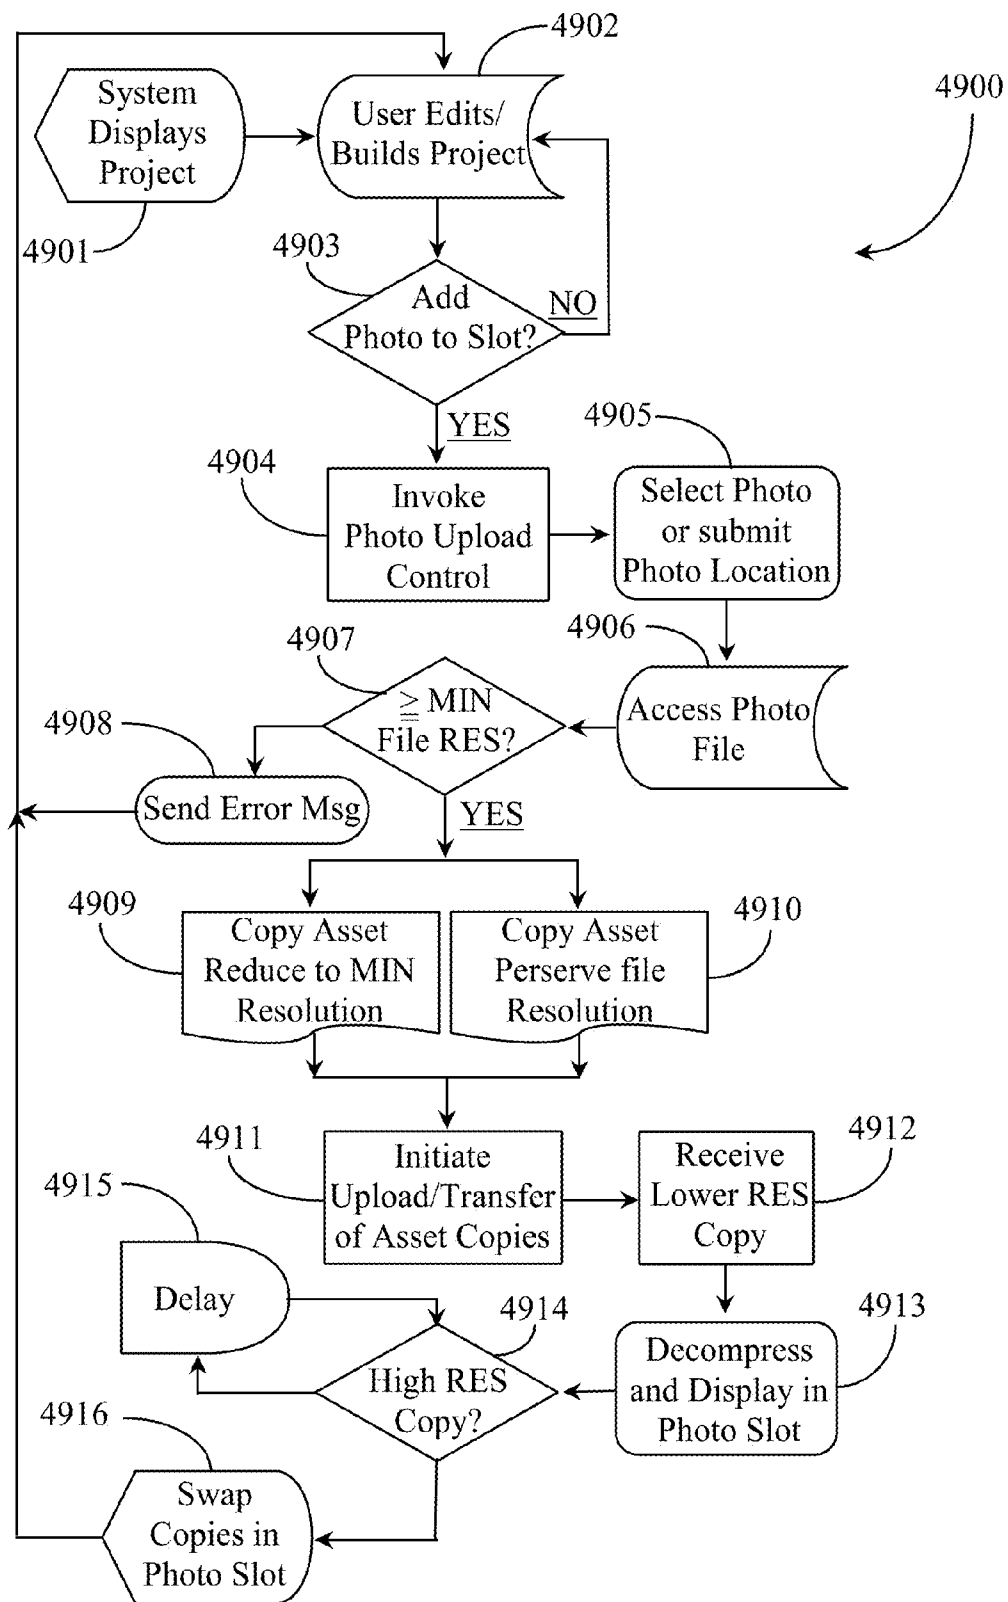 4902
4900
System
Displays
Project
User Edits/
Builds Project
4901
4903
Add
Photo to Slot?
NO
YES
4904
4905
Invoke
Photo Upload
Control
Select Photo
or submit
Photo Location
4906
4907
≧ MIN
File RES?
Access Photo
File
4908
Send Error Msg
YES
4909
4910
Copy Asset
Reduce to MIN
Resolution
Copy Asset
Perserve file
Resolution
4911
4912
Initiate
Upload/Transfer
of Asset Copies
Receive
Lower RES
Copy
4915
Delay
4914
4913
High RES
Copy?
Decompress
and Display in
Photo Slot
4916
Swap
Copies in
Photo Slot